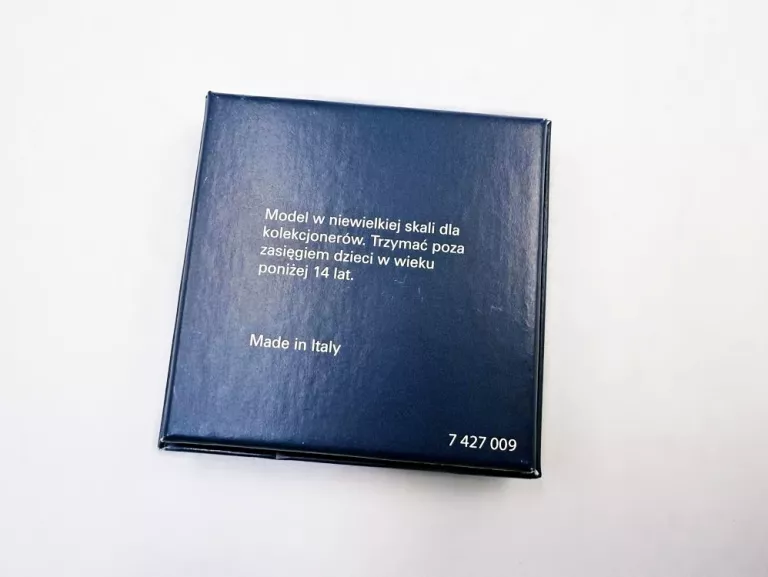 Model w niewielkiej skali dla
kolekcjonerów. Trzymać poza
zasięgiem dzieci w wieku
poniżej 14 lat.
Made in Italy
7 427 009